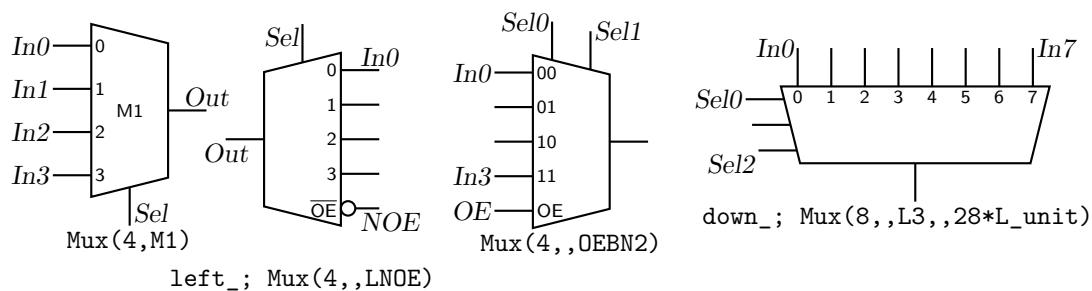 In0
In1
In2
In3
0
1
2
3
M1
Out
Sel
Mux(4,M1)
Sel
Out
0
1
2
3
OE
In0
NOE
left_; Mux(4,,LNOE)
Sel0
Sel1
In0
In3
OE
00
01
10
11
OE
Mux(4,,OEBN2)
In0
In7
Sel0
Sel2
0 1 2 3 4 5 6 7
down_; Mux(8,,L3,,28*L_unit)